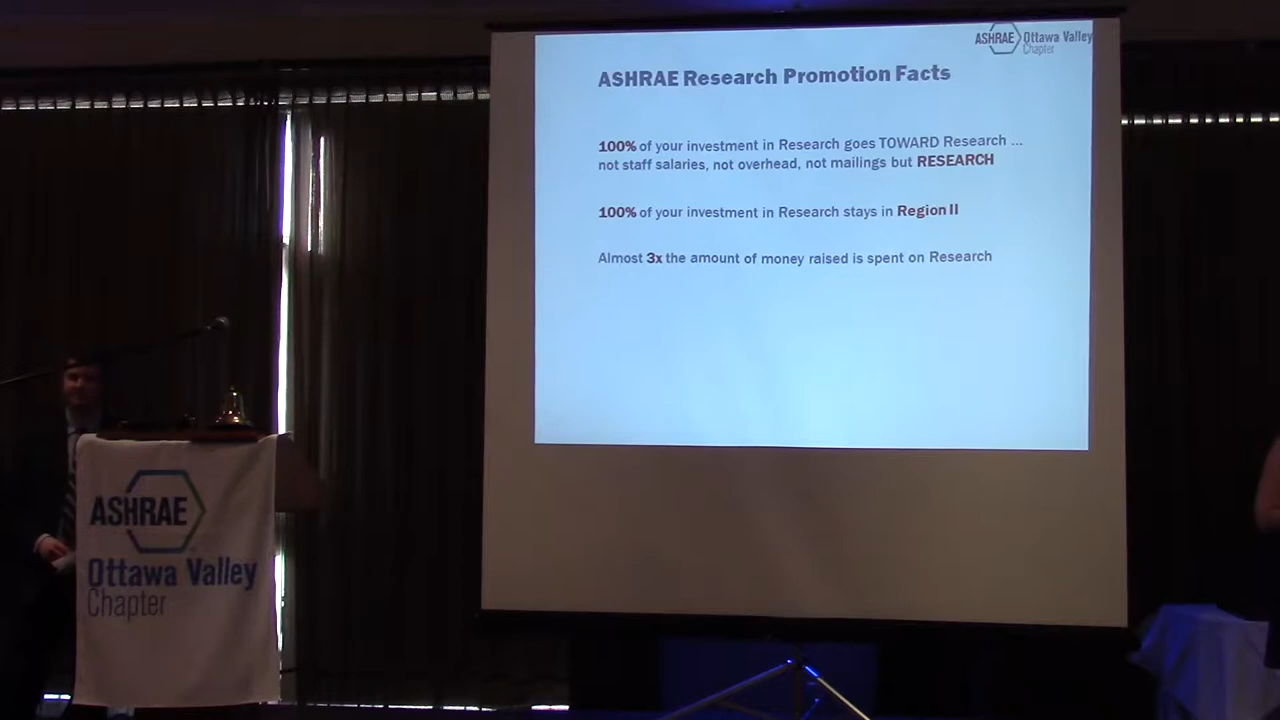 ASHRAE Ottawa Valley
Chapter
ASHRAE Research Promotion Facts
100% of your investment in Research goes TOWARD Research ...
not staff salaries, not overhead, not mailings but RESEARCH
100% of your investment in Research stays in Region II
Almost 3x the amount of money raised is spent on Research
ASHRAE
Ottawa Valley
Chapter